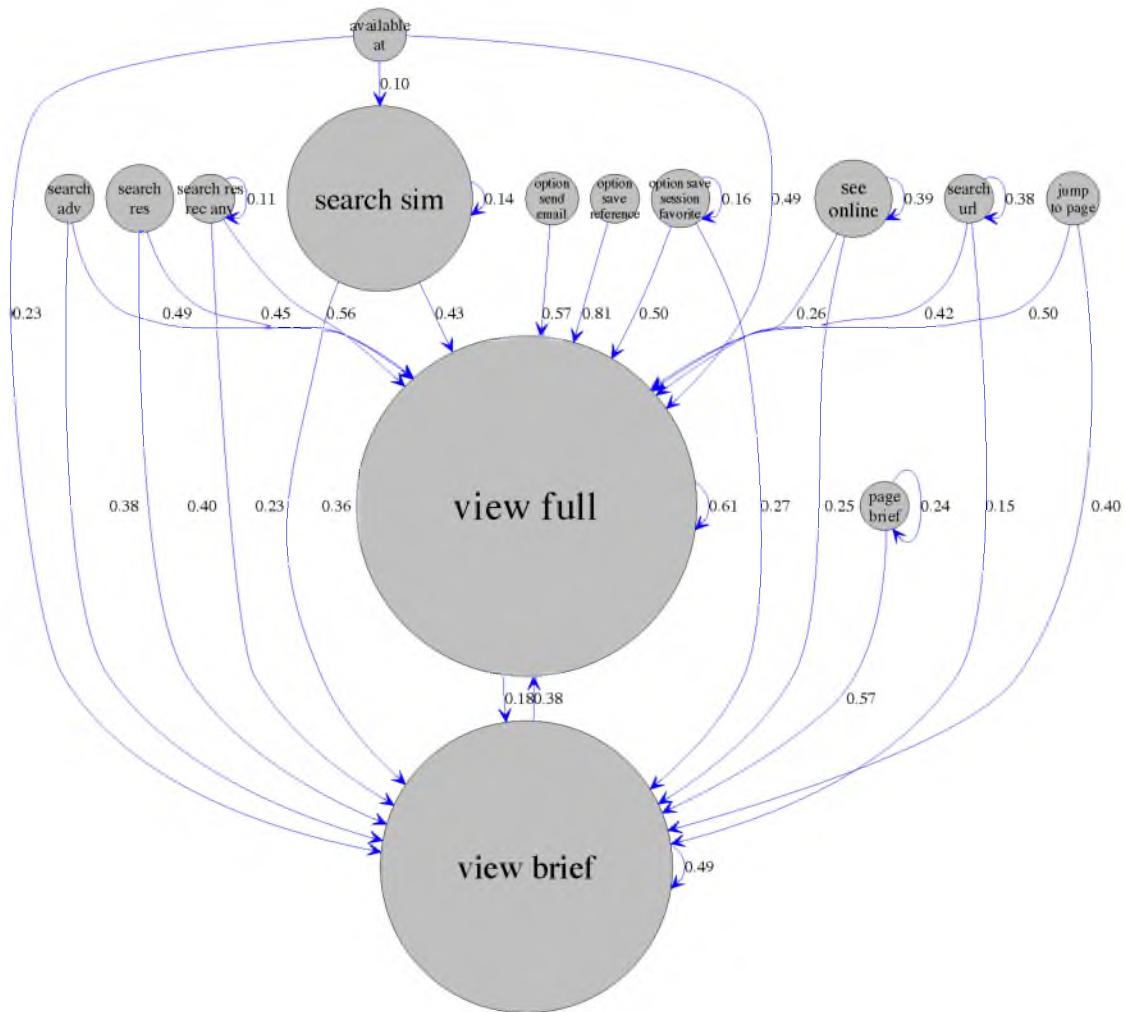 available
at
0.10
search
adv
search
res
search res
rec any
0.11
search sim
0.14
option
send
email
option
save
reference
option save
session
favorite
0.16
0.49
see
online
0.39
search
url
0.38
jump
to page
0.23
0.49
0.45
0.56
0.43
0.57
0.81
0.50
0.26
0.42
0.50
0.38
0.40
0.23
0.36
view full
0.61
0.27
0.25
page
brief
0.24
0.15
0.40
0.18
0.38
0.57
view brief
0.49